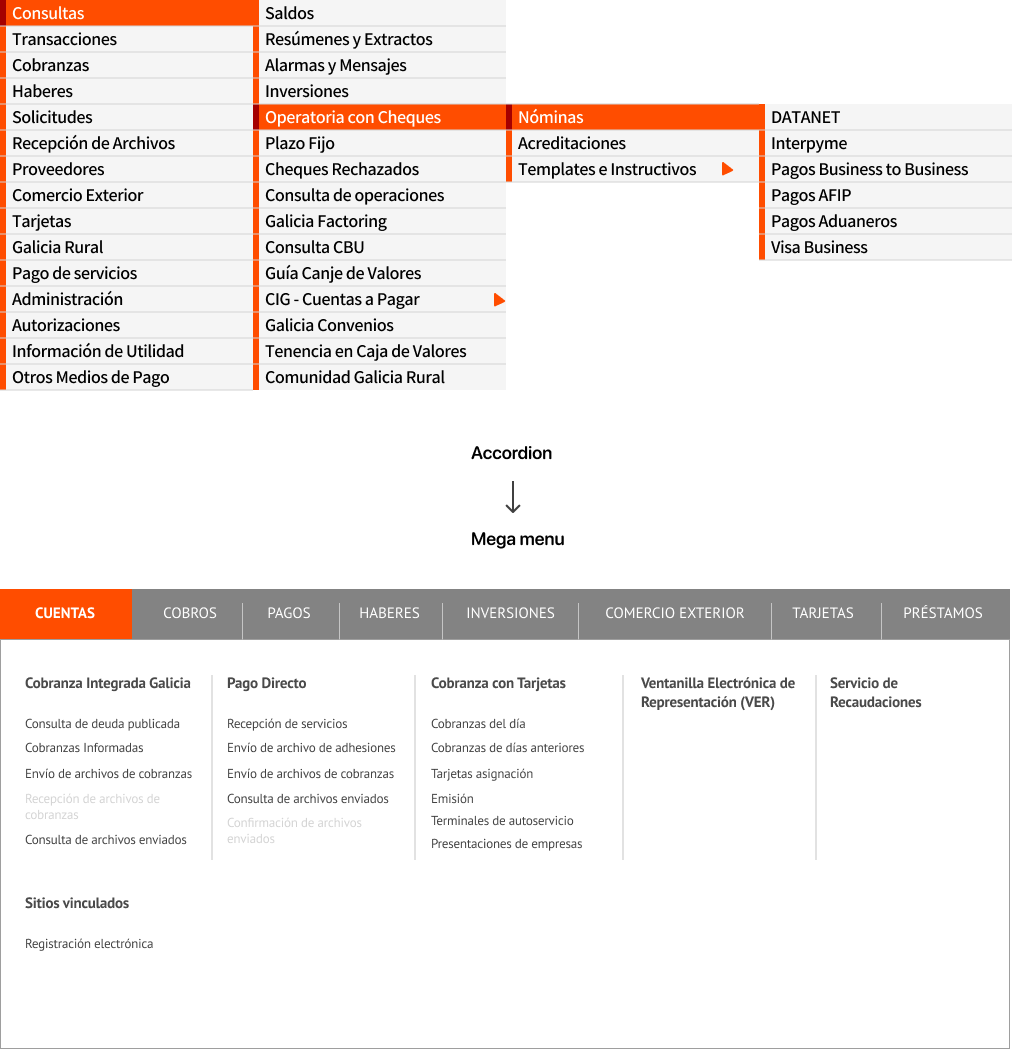 Consultas
Transacciones
Cobranzas
Haberes
Solicitudes
Recepción de Archivos
Proveedores
Comercio Exterior
Tarjetas
Galicia Rural
Pago de servicios
Administración
Autorizaciones
Información de Utilidad
Otros Medios de Pago
Saldos
Resúmenes y Extractos
Alarmas y Mensajes
Inversiones
Operatoria con Cheques
Plazo Fijo
Cheques Rechazados
Consulta de operaciones
Galicia Factoring
Consulta CBU
Guía Canje de Valores
CIG - Cuentas a Pagar
Galicia Convenios
Tenencia en Caja de Valores
Comunidad Galicia Rural
Nóminas
Acreditaciones
Templates e Instructivos
DATANET
Interpyme
Pagos Business to Business
Pagos AFIP
Pagos Aduaneros
Visa Business
Accordion
Mega menu
CUENTAS
COBROS
PAGOS
HABERES
INVERSIONES
COMERCIO EXTERIOR
TARJETAS
PRÉSTAMOS
Cobranza Integrada Galicia
Consulta de deuda publicada
Cobranzas Informadas
Envío de archivos de cobranzas
Recepción de archivos de
cobranzas
Consulta de archivos enviados
Pago Directo
Recepción de servicios
Envío de archivo de adhesiones
Envío de archivos de cobranzas
Consulta de archivos enviados
Confirmación de archivos
enviados
Cobranza con Tarjetas
Cobranzas del día
Cobranzas de días anteriores
Tarjetas asignación
Emisión
Terminales de autoservicio
Presentaciones de empresas
Ventanilla Electrónica de
Representación (VER)
Servicio de
Recaudaciones
Sitios vinculados
Registración electrónica